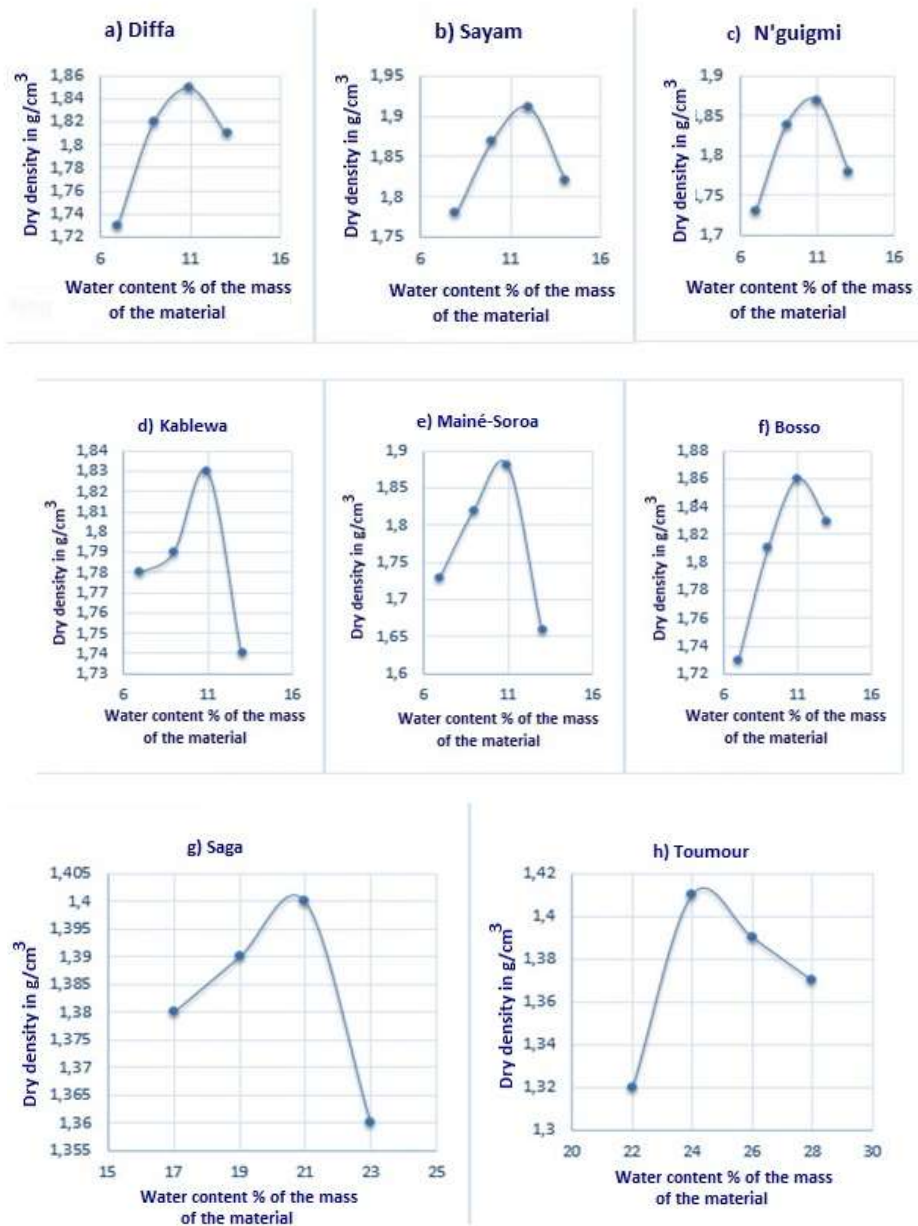 a) Diffa
Dry density in g/cm3
1,86
1,84
1,82
1,8
1,78
1,76
1,74
1,72
6
11
16
Water content % of the mass
of the material
b) Sayam
Dry density in g/cm3
1,95
1,9
1,85
1,8
1,75
6
11
16
Water content % of the mass
of the material
c) N'guigmi
Dry density in g/cm3
1,9
1,85
1,8
1,75
1,7
6
11
16
Water content % of the mass
of the material
d) Kablewa
Dry density in g/cm3
1,84
1,83
1,82
1,81
1,8
1,79
1,78
1,77
1,76
1,75
1,74
1,73
6
11
16
Water content % of the mass
of the material
e) Mainé-Soroa
Dry density in g/cm3
1,9
1,85
1,8
1,75
1,7
1,65
1,6
6
11
16
Water content % of the mass
of the material
f) Bosso
Dry density in g/cm3
1,88
1,86
1,84
1,82
1,8
1,78
1,76
1,74
1,72
6
11
16
Water content % of the mass
of the material
g) Saga
Dry density in g/cm3
1,405
1,4
1,395
1,39
1,385
1,38
1,375
1,37
1,365
1,36
1,355
15
17
19
21
23
25
Water content % of the mass
of the material
h) Toumour
Dry density in g/cm3
1,42
1,4
1,38
1,36
1,34
1,32
1,3
20
22
24
26
28
30
Water content % of the mass
of the material